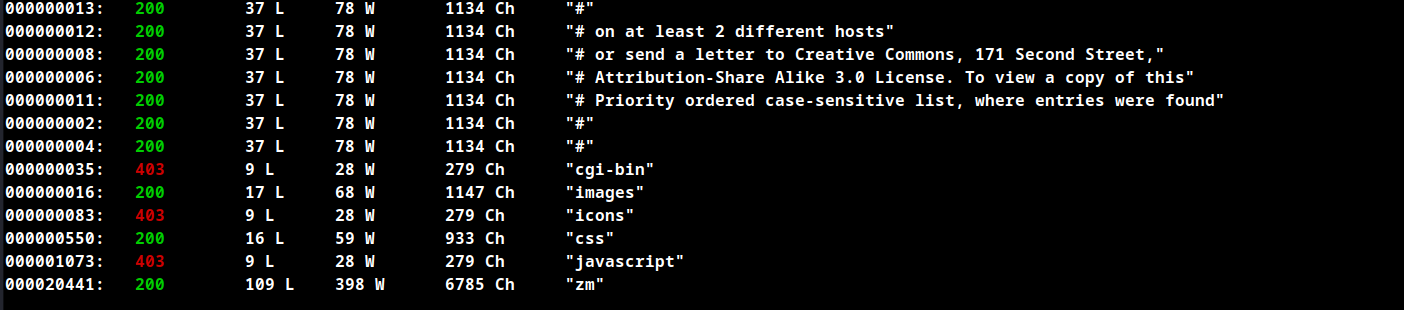 000000013: 200 37 L 78 W 1134 Ch "#"
000000012: 200 37 L 78 W 1134 Ch "# on at least 2 different hosts"
000000008: 200 37 L 78 W 1134 Ch "# or send a letter to Creative Commons, 171 Second Street,"
000000006: 200 37 L 78 W 1134 Ch "# Attribution-Share Alike 3.0 License. To view a copy of this"
000000011: 200 37 L 78 W 1134 Ch "# Priority ordered case-sensitive list, where entries were found"
000000002: 200 37 L 78 W 1134 Ch "#"
000000004: 200 37 L 78 W 1134 Ch "#"
000000035: 403 9 L 28 W 279 Ch "cgi-bin"
000000016: 200 17 L 68 W 1147 Ch "images"
000000083: 403 9 L 28 W 279 Ch "icons"
000000550: 200 16 L 59 W 933 Ch "css"
000001073: 403 9 L 28 W 279 Ch "javascript"
000020441: 200 109 L 398 W 6785 Ch "zm"